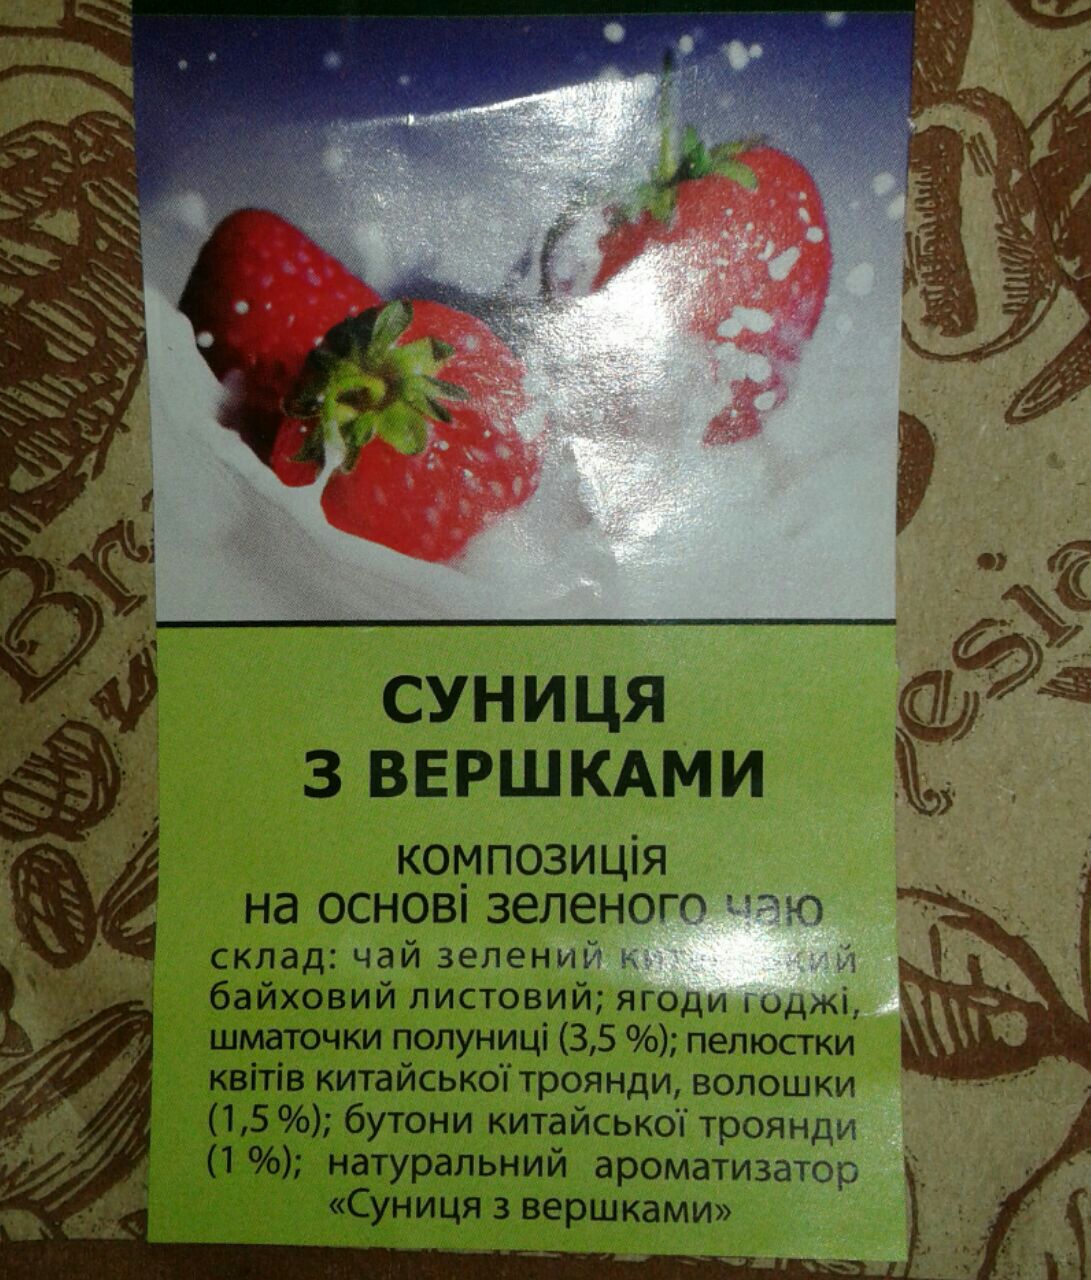 СУНИЦЯ
З ВЕРШКАМИ
композиція
на основі зеленого чаю
склад: чай зелений
байховий листовий; ягоди годжі,
шматочки полуниці (3,5 %); пелюстки
квітів китайської троянди, волошки
(1,5 %); бутони китайської троянди
(1 %); натуральний ароматизатор
«Суниця з вершками»